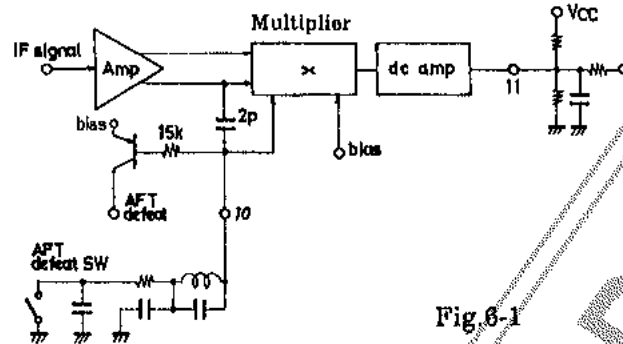 Multiplier
VCC
IF signal
Amp
×
dc amp
11
2p
bias
15k
bias
AFT
defeat
10
AFT
defeat SW
Fig.6-1